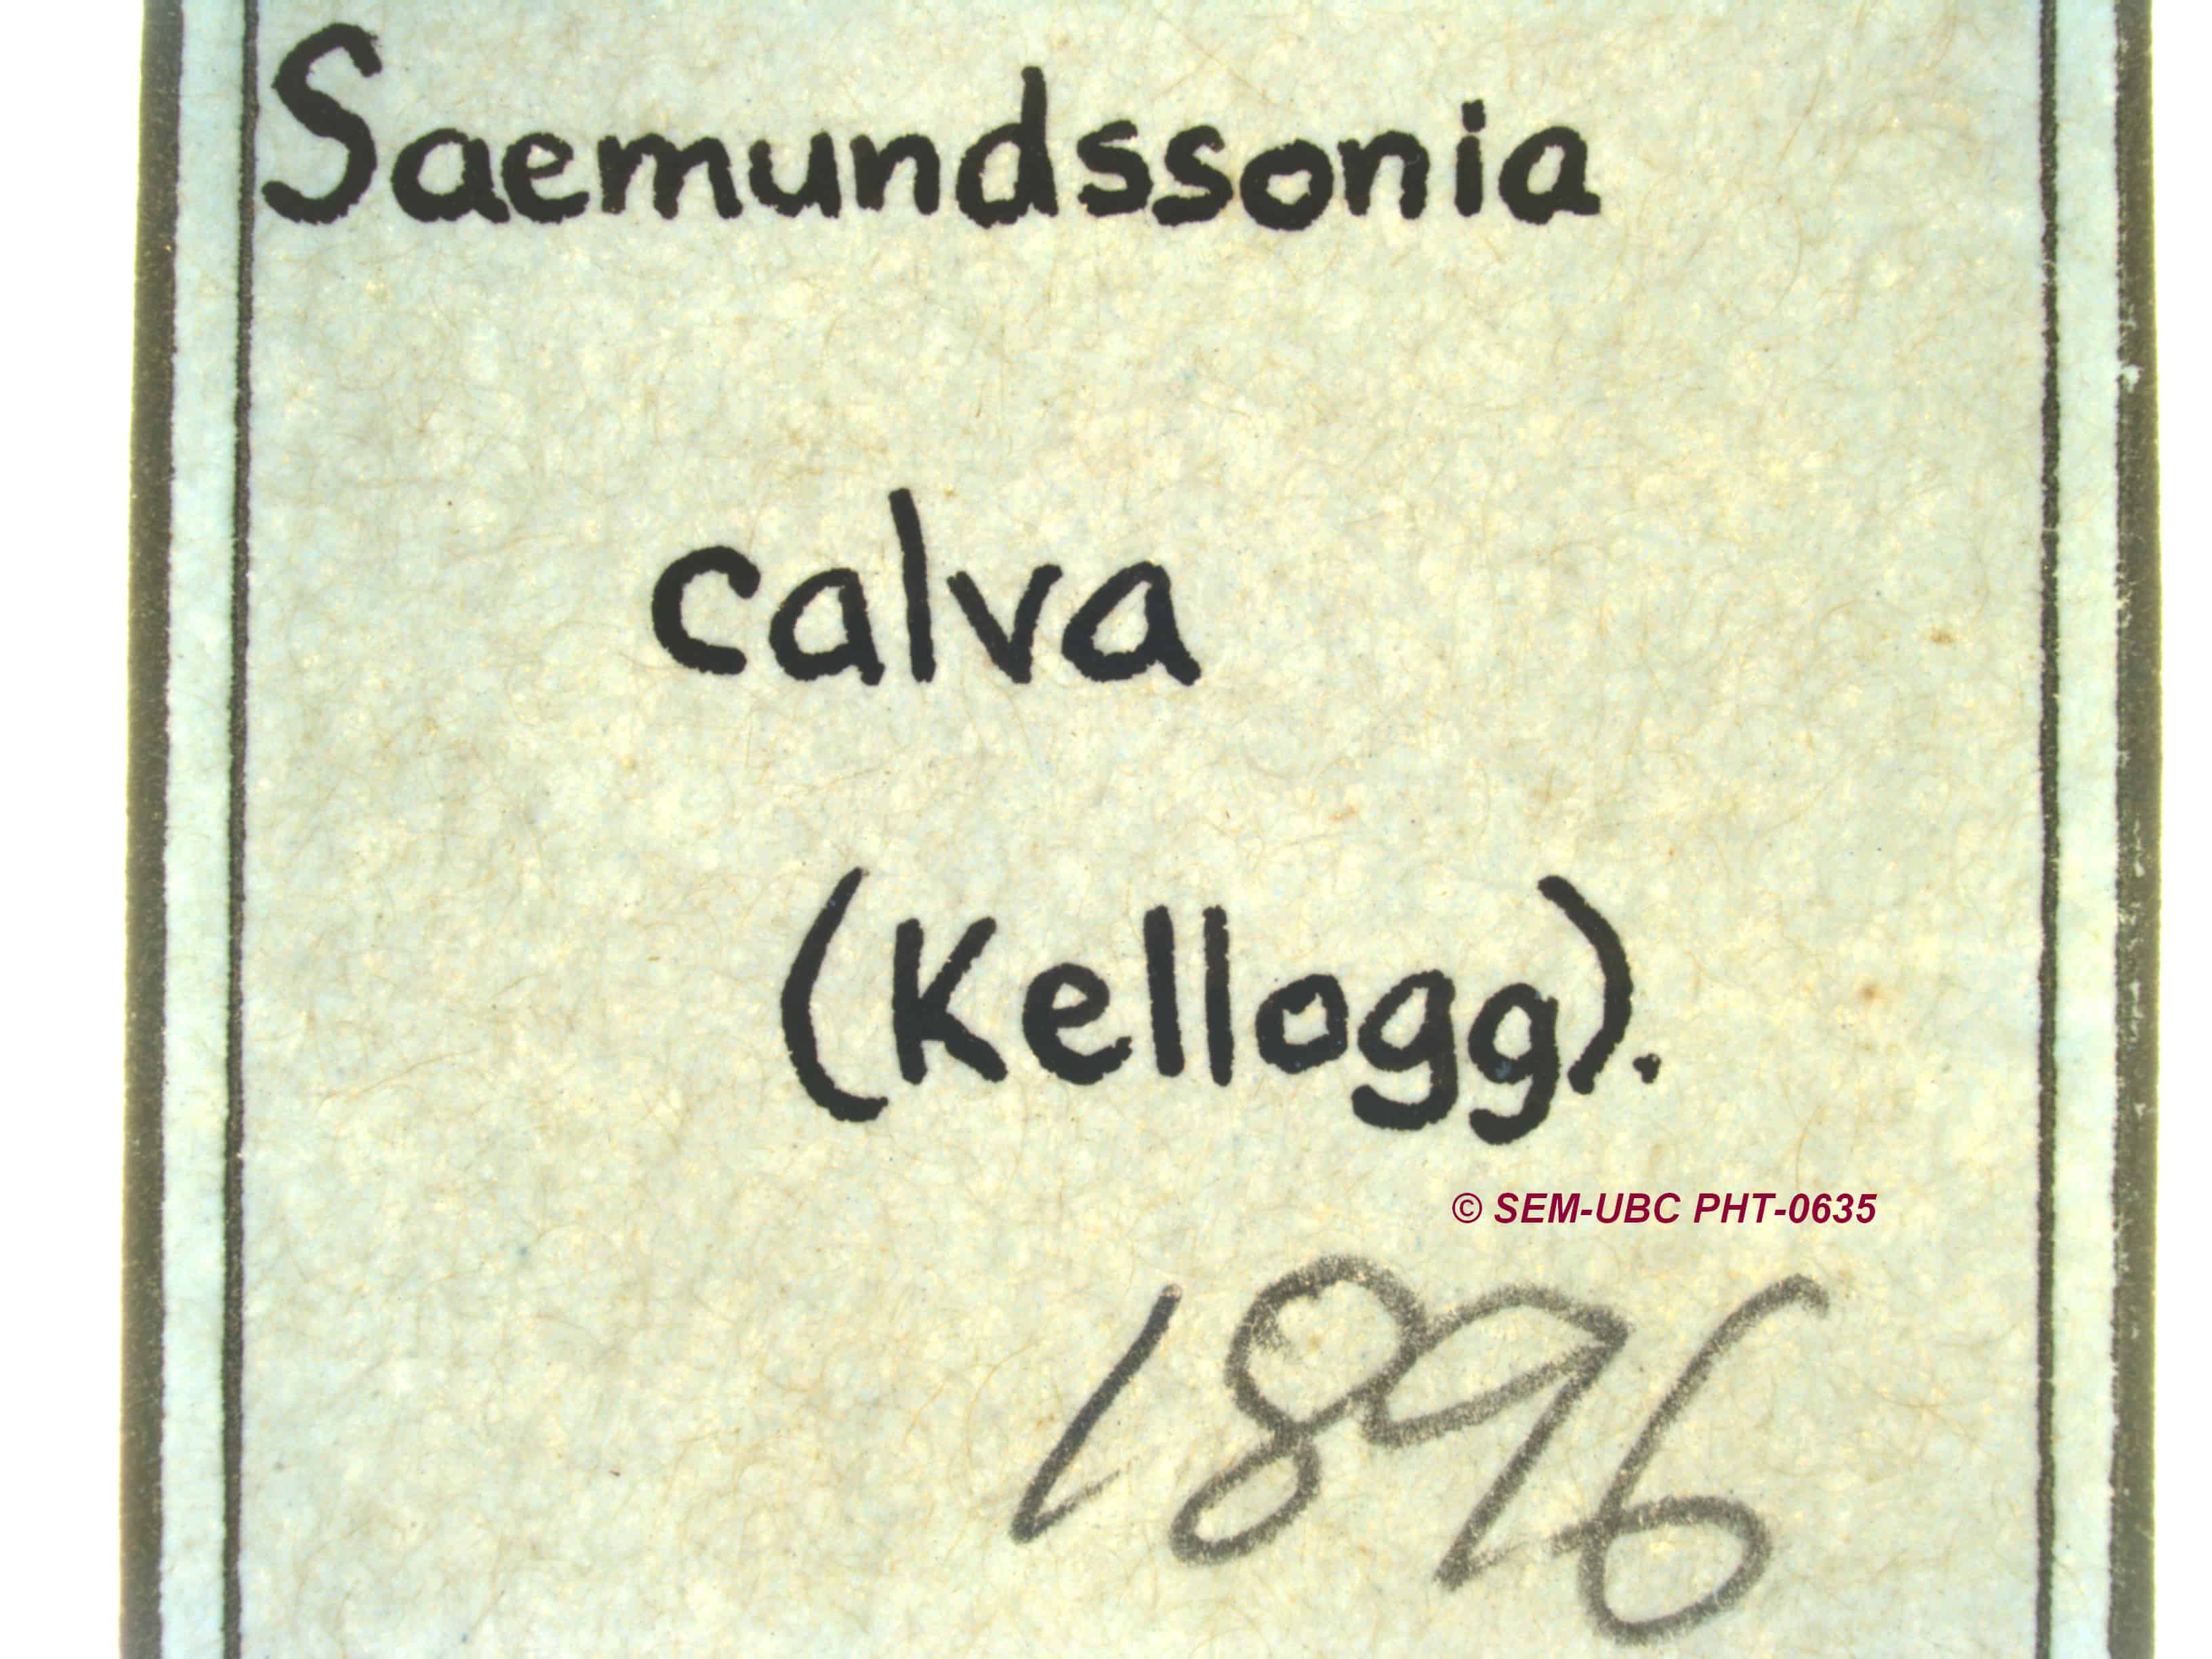 Saemundssonia
calva
(Kellogg).
© SEM-UBC PHT-0635
1896